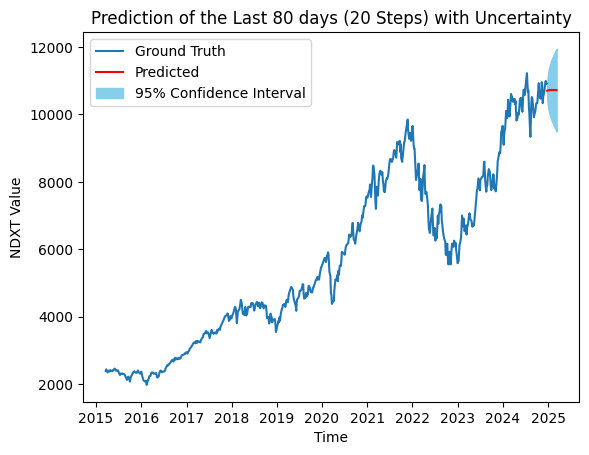 Prediction of the Last 80 days (20 Steps) with Uncertainty
Ground Truth
Predicted
95% Confidence Interval
12000
10000
8000
6000
4000
2000
NDXT Value
2015 2016 2017 2018 2019 2020 2021 2022 2023 2024 2025
Time